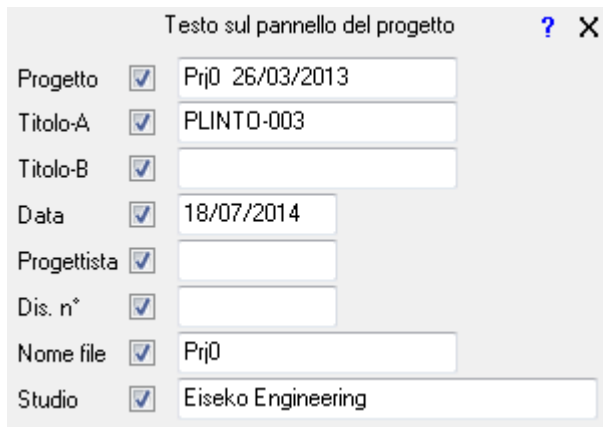 Testo sul pannello del progetto ? X
Progetto Prj0 26/03/2013
Titolo-A PLINTO-003
Titolo-B
Data 18/07/2014
Progettista
Dis. n°
Nome file Prj0
Studio Eiseko Engineering